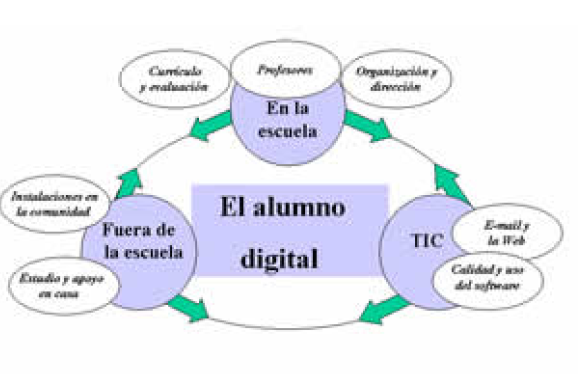 Currículo
y evaluación
Profesores
Organización y
dirección
En la
escuela
Instalaciones en
la comunidad
Fuera de
la escuela
Estudio y apoyo
en casa
El alumno
digital
TIC
E-mail y
la Web
Calidad y uso
del software